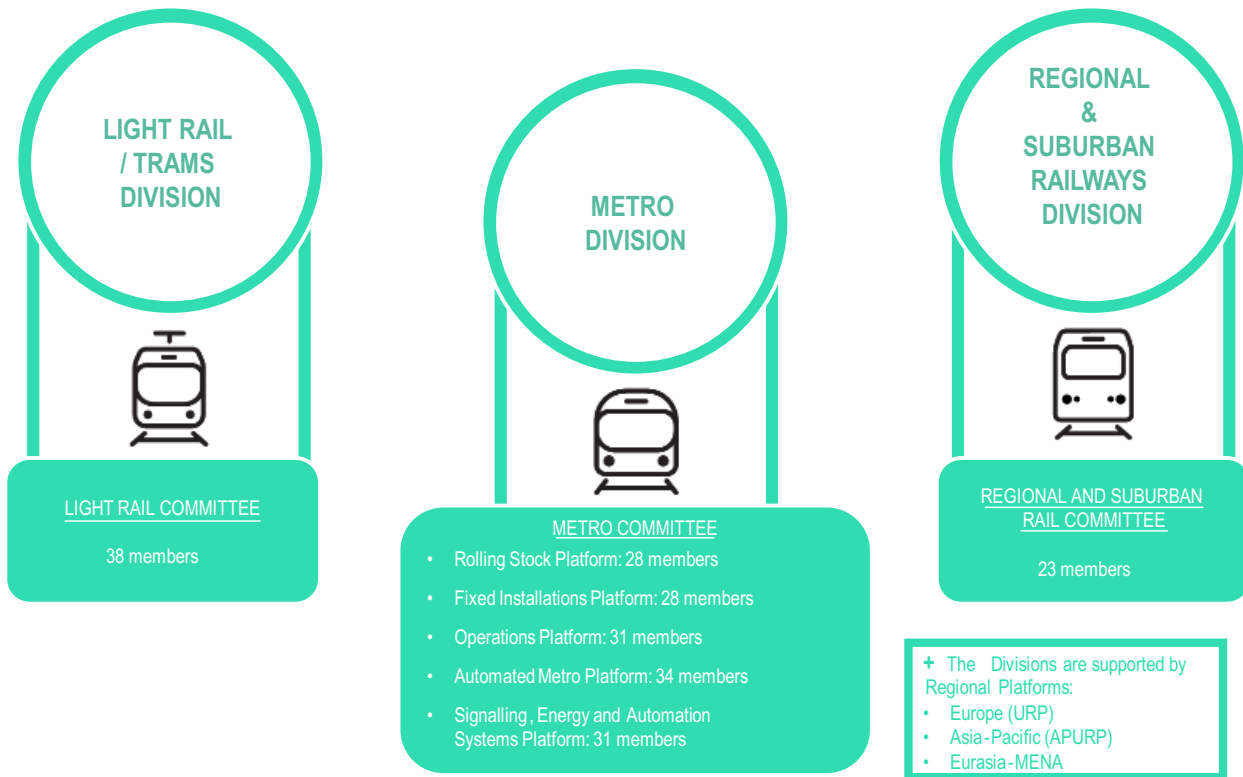 LIGHT RAIL
/ TRAMS
DIVISION
LIGHT RAIL COMMITTEE
38 members
METRO
DIVISION
METRO COMMITTEE
• Rolling Stock Platform: 28 members
• Fixed Installations Platform: 28 members
• Operations Platform: 31 members
• Automated Metro Platform: 34 members
• Signalling, Energy and Automation
Systems Platform: 31 members
REGIONAL
&
SUBURBAN
RAILWAYS
DIVISION
REGIONAL AND SUBURBAN
RAIL COMMITTEE
23 members
+ The Divisions are supported by
Regional Platforms:
• Europe (URP)
• Asia-Pacific (APURP)
• Eurasia-MENA